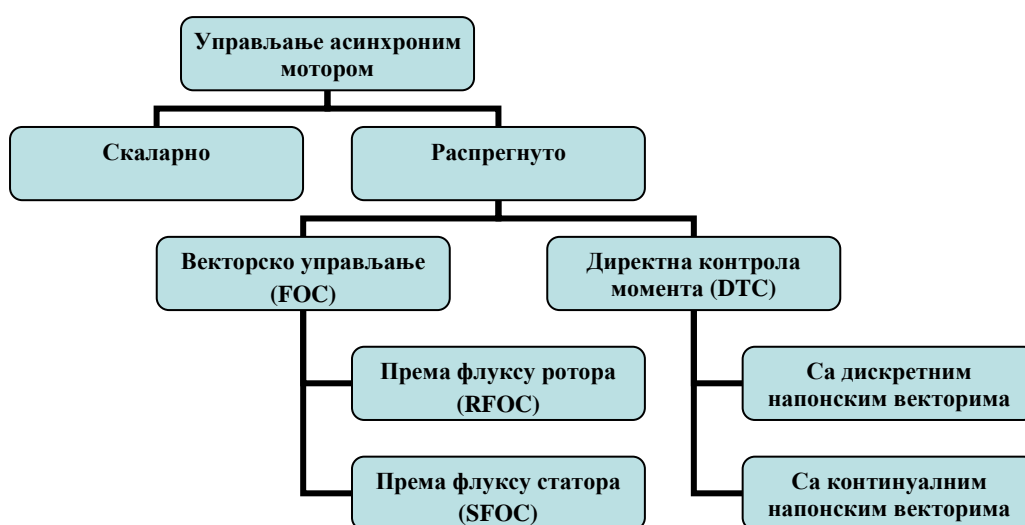 Управљање асинхроним
мотором
Скаларно
Распрегнуто
Векторско управљање
(FOC)
Директна контрола
момента (DTC)
Према флуксу ротора
(RFOC)
Са дискретним
напонским векторима
Према флуксу статора
(SFOC)
Са континуалним
напонским векторима